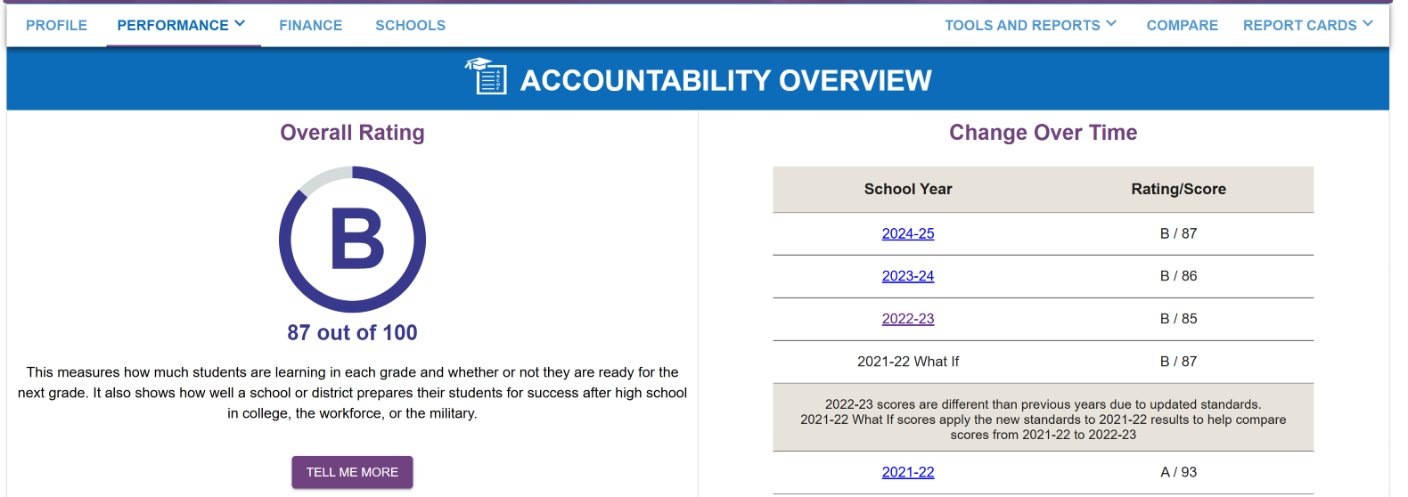 PROFILE PERFORMANCE FINANCE SCHOOLS TOOLS AND REPORTS COMPARE REPORT CARDS
ACCOUNTABILITY OVERVIEW
Overall Rating
B
87 out of 100
This measures how much students are learning in each grade and whether or not they are ready for the
next grade. It also shows how well a school or district prepares their students for success after high school
in college, the workforce, or the military.
TELL ME MORE
Change Over Time
School Year Rating/Score
2024-25 B / 87
2023-24 B / 86
2022-23 B / 85
2021-22 What If B / 87
2022-23 scores are different than previous years due to updated standards.
2021-22 What If scores apply the new standards to 2021-22 results to help compare
scores from 2021-22 to 2022-23
2021-22 A / 93